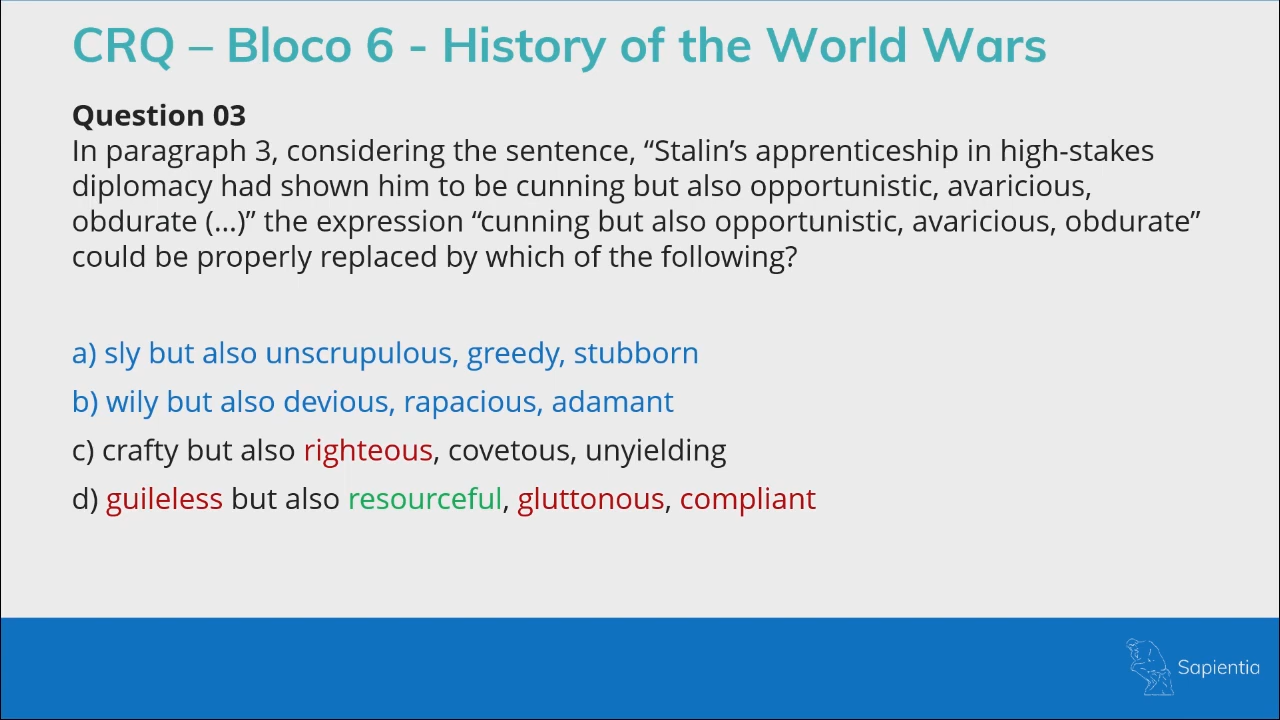 CRQ – Bloco 6 - History of the World Wars
Question 03
In paragraph 3, considering the sentence, “Stalin’s apprenticeship in high-stakes
diplomacy had shown him to be cunning but also opportunistic, avaricious,
obdurate (...)” the expression “cunning but also opportunistic, avaricious, obdurate”
could be properly replaced by which of the following?
a) sly but also unscrupulous, greedy, stubborn
b) wily but also devious, rapacious, adamant
c) crafty but also righteous, covetous, unyielding
d) guileless but also resourceful, gluttonous, compliant
Sapientia